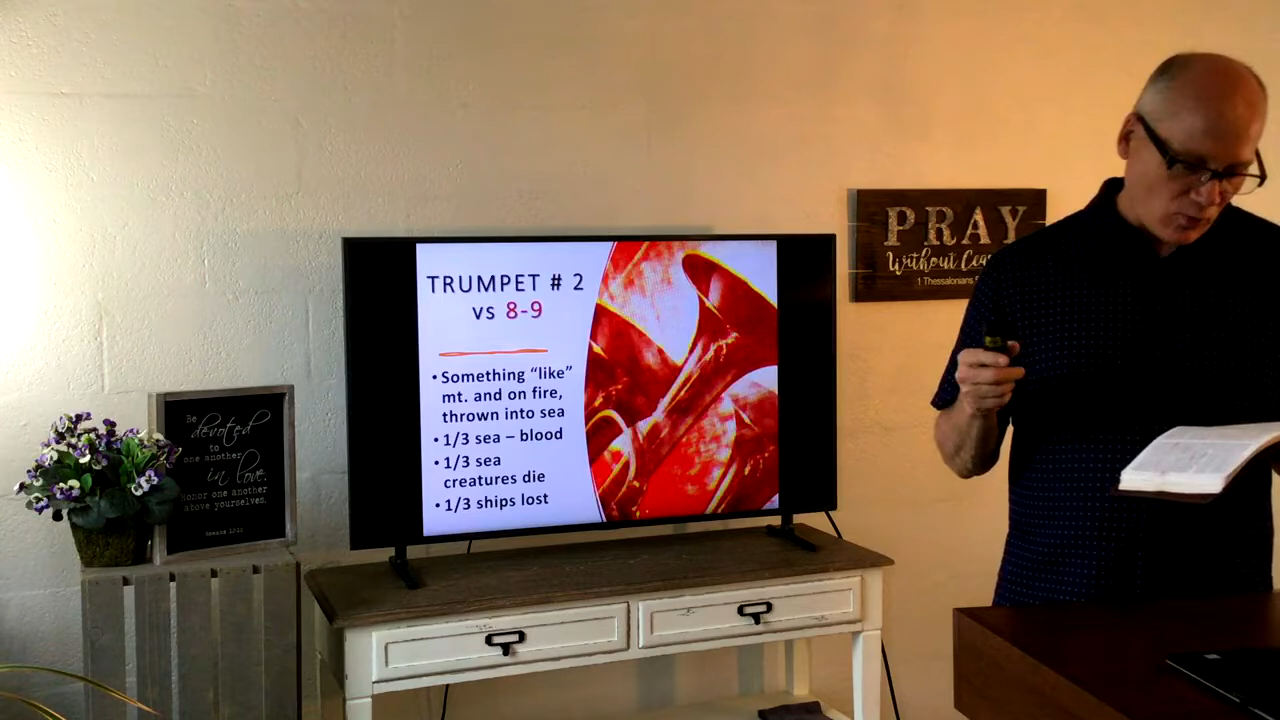 TRUMPET # 2
vs 8-9
• Something “like”
mt. and on fire,
thrown into sea
• 1/3 sea – blood
• 1/3 sea
creatures die
• 1/3 ships lost
PRAY
Without
1 Thessalonians
Be
devoted
to
one another
in love.
Honor one another
above yourselves.